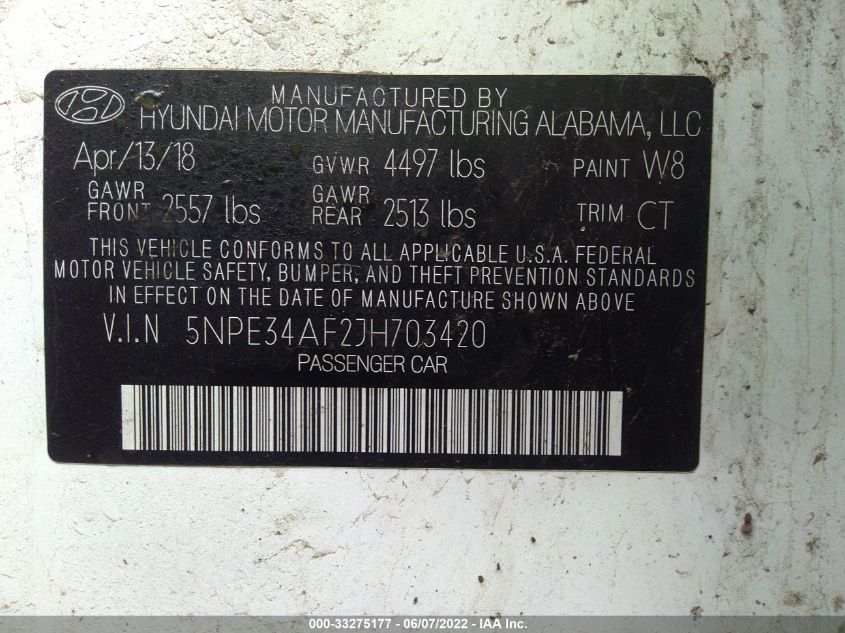 MANUFACTURED BY
HYUNDAI MOTOR MANUFACTURING ALABAMA, LLC
Apr/13/18 GVWR 4497 lbs PAINT W8
GAWR FRONT 2557 lbs GAWR REAR 2513 lbs TRIM CT
THIS VEHICLE CONFORMS TO ALL APPLICABLE U.S.A. FEDERAL
MOTOR VEHICLE SAFETY, BUMPER, AND THEFT PREVENTION STANDARDS
IN EFFECT ON THE DATE OF MANUFACTURE SHOWN ABOVE
V.I.N 5NPE34AF2JH703420
PASSENGER CAR
000-33275177 - 06/07/2022 - IAA Inc.